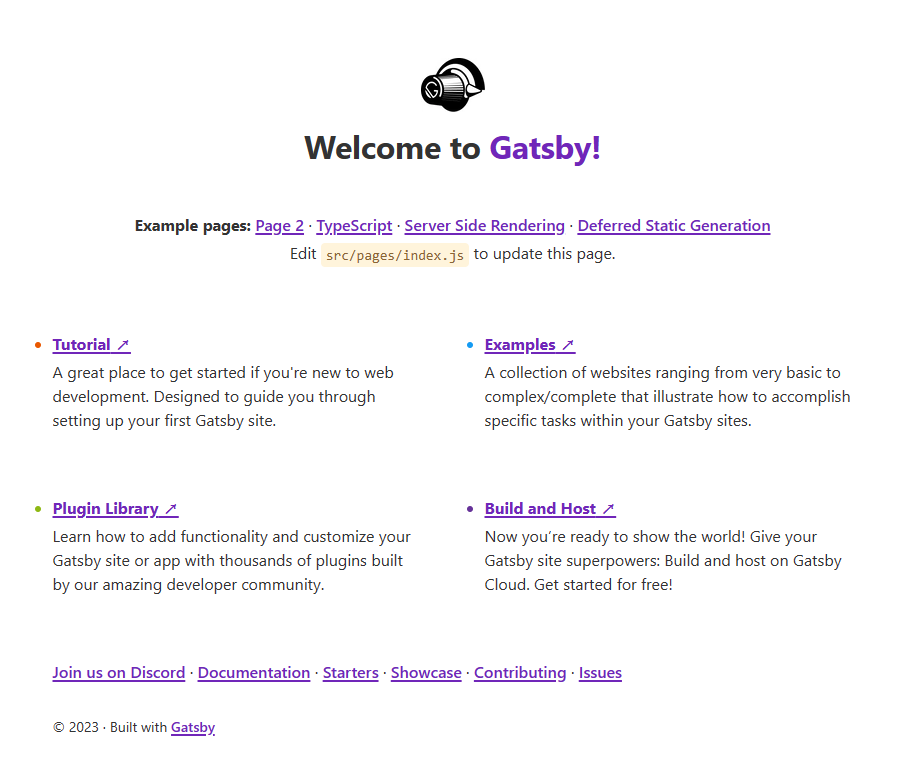 Welcome to Gatsby!
Example pages: Page 2 · TypeScript · Server Side Rendering · Deferred Static Generation
Edit src/pages/index.js to update this page.
Tutorial ↗
A great place to get started if you're new to web
development. Designed to guide you through
setting up your first Gatsby site.
Examples ↗
A collection of websites ranging from very basic to
complex/complete that illustrate how to accomplish
specific tasks within your Gatsby sites.
Plugin Library ↗
Learn how to add functionality and customize your
Gatsby site or app with thousands of plugins built
by our amazing developer community.
Build and Host ↗
Now you’re ready to show the world! Give your
Gatsby site superpowers: Build and host on Gatsby
Cloud. Get started for free!
Join us on Discord · Documentation · Starters · Showcase · Contributing · Issues
© 2023 · Built with Gatsby